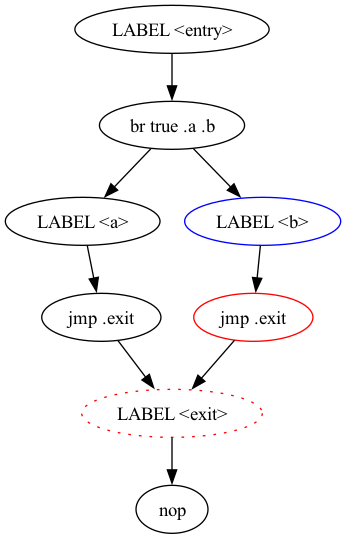 LABEL <entry>
br true .a .b
LABEL <a>
LABEL <b>
jmp .exit
jmp .exit
LABEL <exit>
nop